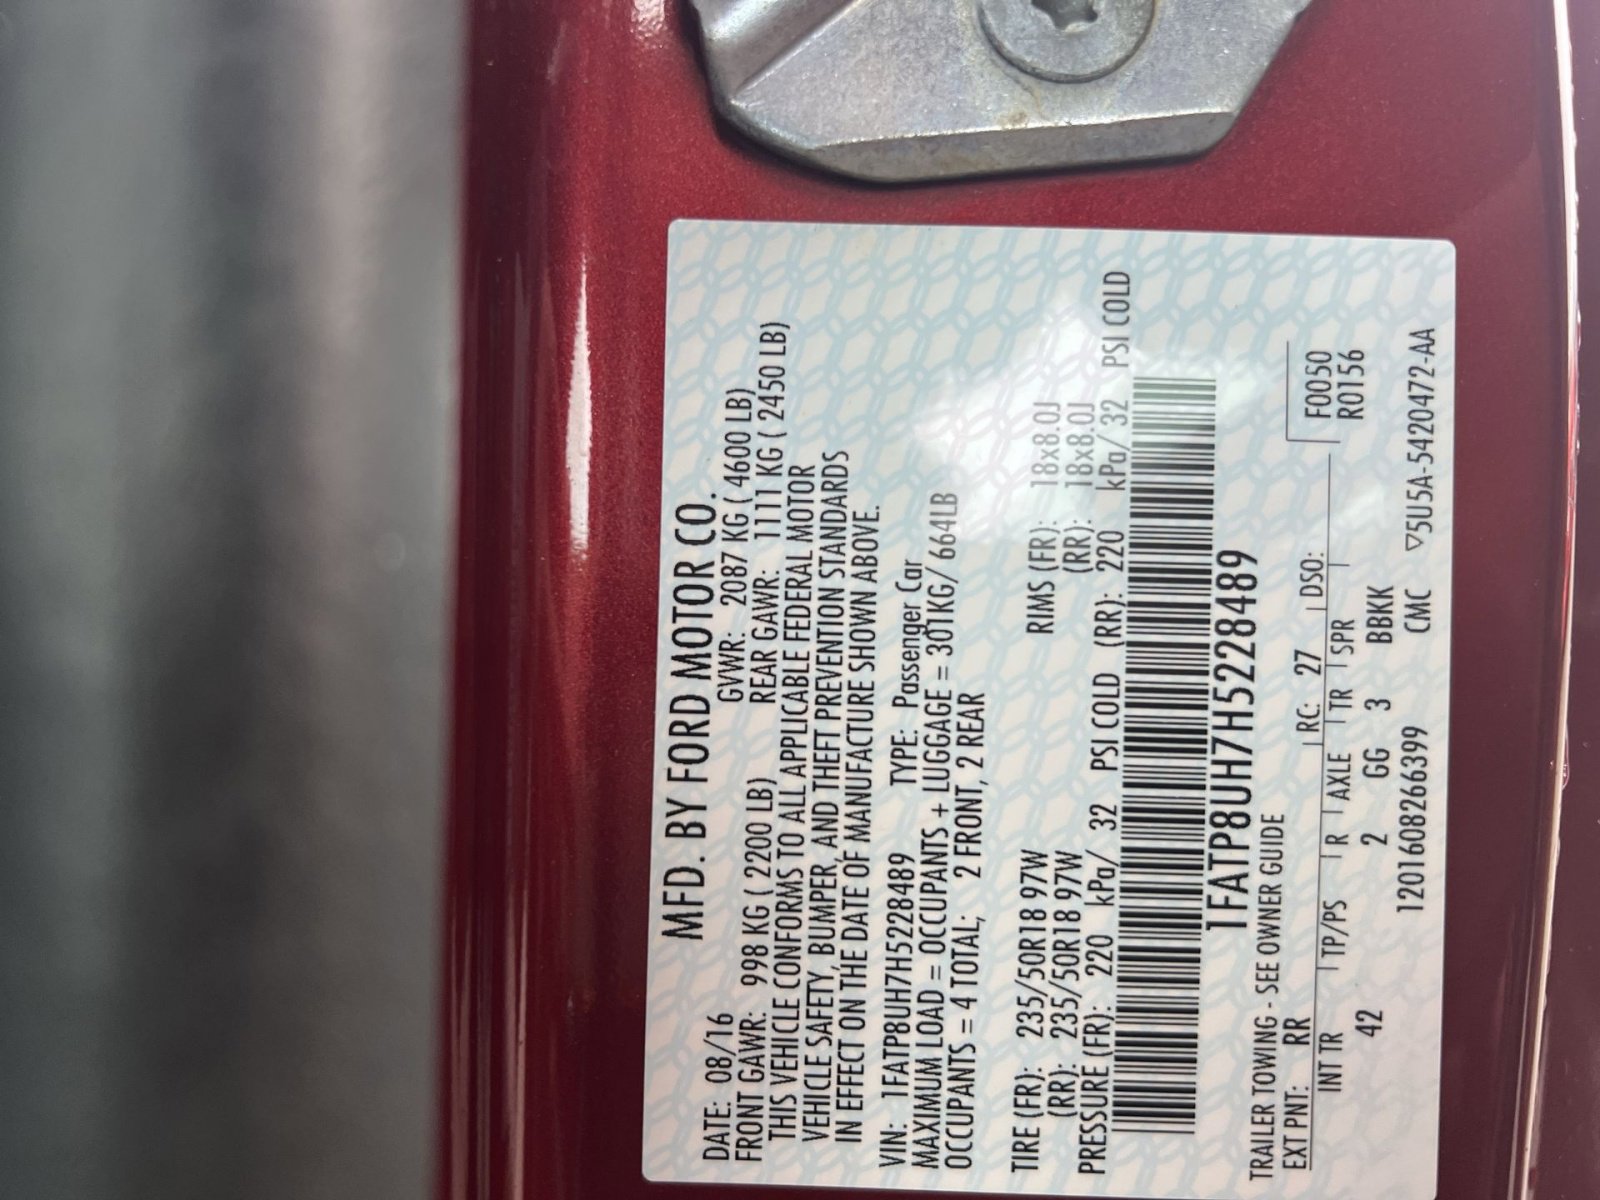 MFD. BY FORD MOTOR CO.
DATE: 08/16 GVWR: 2087 KG ( 4600 LB)
FRONT GAWR: 998 KG ( 2200 LB) REAR GAWR: 1111 KG ( 2450 LB)
THIS VEHICLE CONFORMS TO ALL APPLICABLE FEDERAL MOTOR
VEHICLE SAFETY, BUMPER, AND THEFT PREVENTION STANDARDS
IN EFFECT ON THE DATE OF MANUFACTURE SHOWN ABOVE.
VIN: 1FATP8UH7H5228489 TYPE: Passenger Car
MAXIMUM LOAD = OCCUPANTS + LUGGAGE = 301KG/ 664LB
OCCUPANTS = 4 TOTAL; 2 FRONT, 2 REAR
TIRE (FR): 235/50R18 97W RIMS (FR): 18x8.0J
(RR): 235/50R18 97W (RR): 18x8.0J
PRESSURE (FR): 220 kPa/ 32 PSI COLD (RR): 220 kPa/ 32 PSI COLD
1FATP8UH7H5228489
TRAILER TOWING - SEE OWNER GUIDE
EXT PNT: RR RC: 27 DSO: F0050
INT TR TP/PS R AXLE TR SPR R0156
42 2 GG 3 BBKK
1201608266399 CMC ▽5U5A-5420472-AA